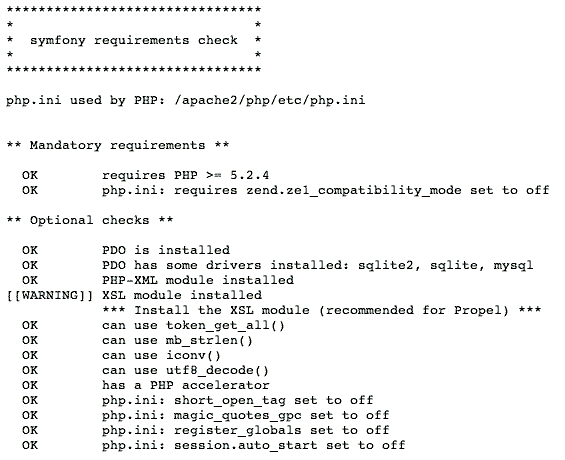 ********************************
*                              *
*  symfony requirements check  *
*                              *
********************************
php.ini used by PHP: /apache2/php/etc/php.ini
** Mandatory requirements **
  OK        requires PHP >= 5.2.4
  OK        php.ini: requires zend.ze1_compatibility_mode set to off
** Optional checks **
  OK        PDO is installed
  OK        PDO has some drivers installed: sqlite2, sqlite, mysql
  OK        PHP-XML module installed
[[WARNING]] XSL module installed
            *** Install the XSL module (recommended for Propel) ***
  OK        can use token_get_all()
  OK        can use mb_strlen()
  OK        can use iconv()
  OK        can use utf8_decode()
  OK        has a PHP accelerator
  OK        php.ini: short_open_tag set to off
  OK        php.ini: magic_quotes_gpc set to off
  OK        php.ini: register_globals set to off
  OK        php.ini: session.auto_start set to off